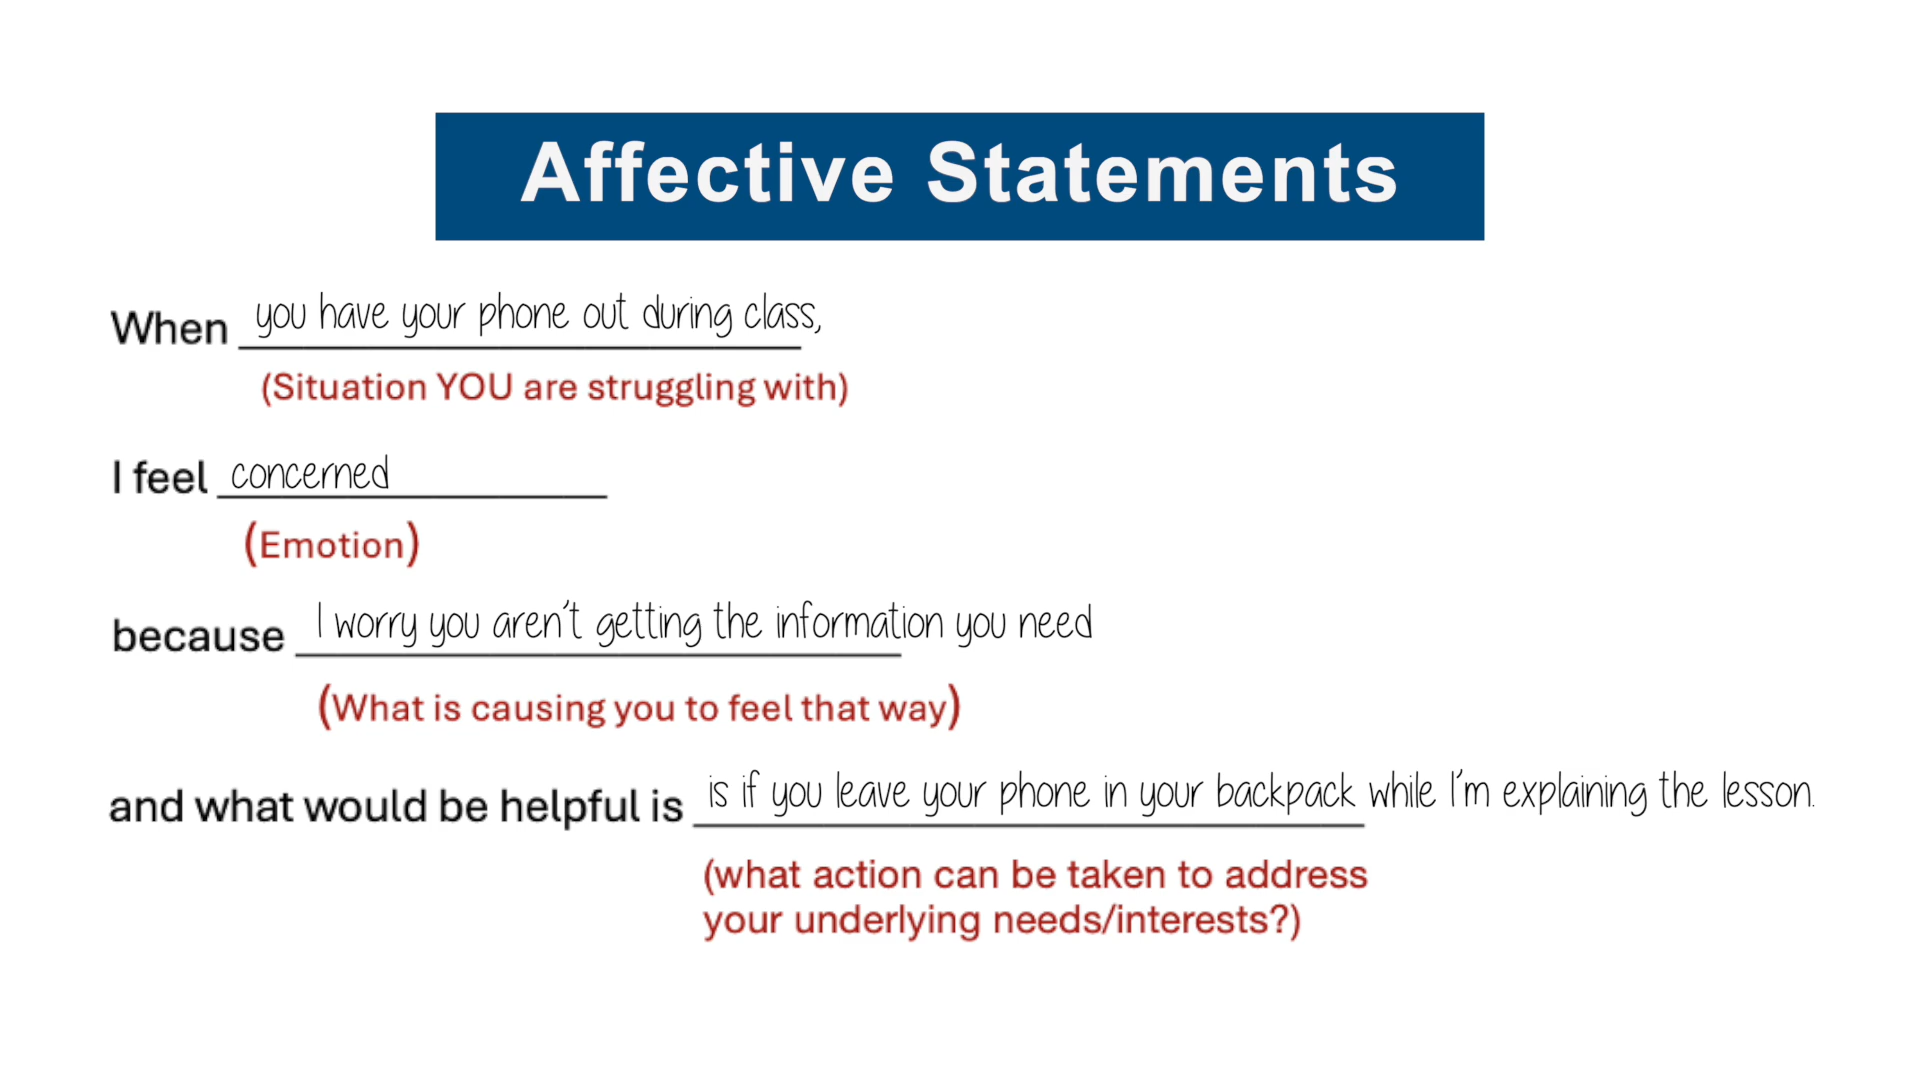 Affective Statements
When you have your phone out during class,
(Situation YOU are struggling with)
I feel concerned
(Emotion)
because I worry you aren't getting the information you need
(What is causing you to feel that way)
and what would be helpful is is if you leave your phone in your backpack while I'm explaining the lesson.
(what action can be taken to address
your underlying needs/interests?)